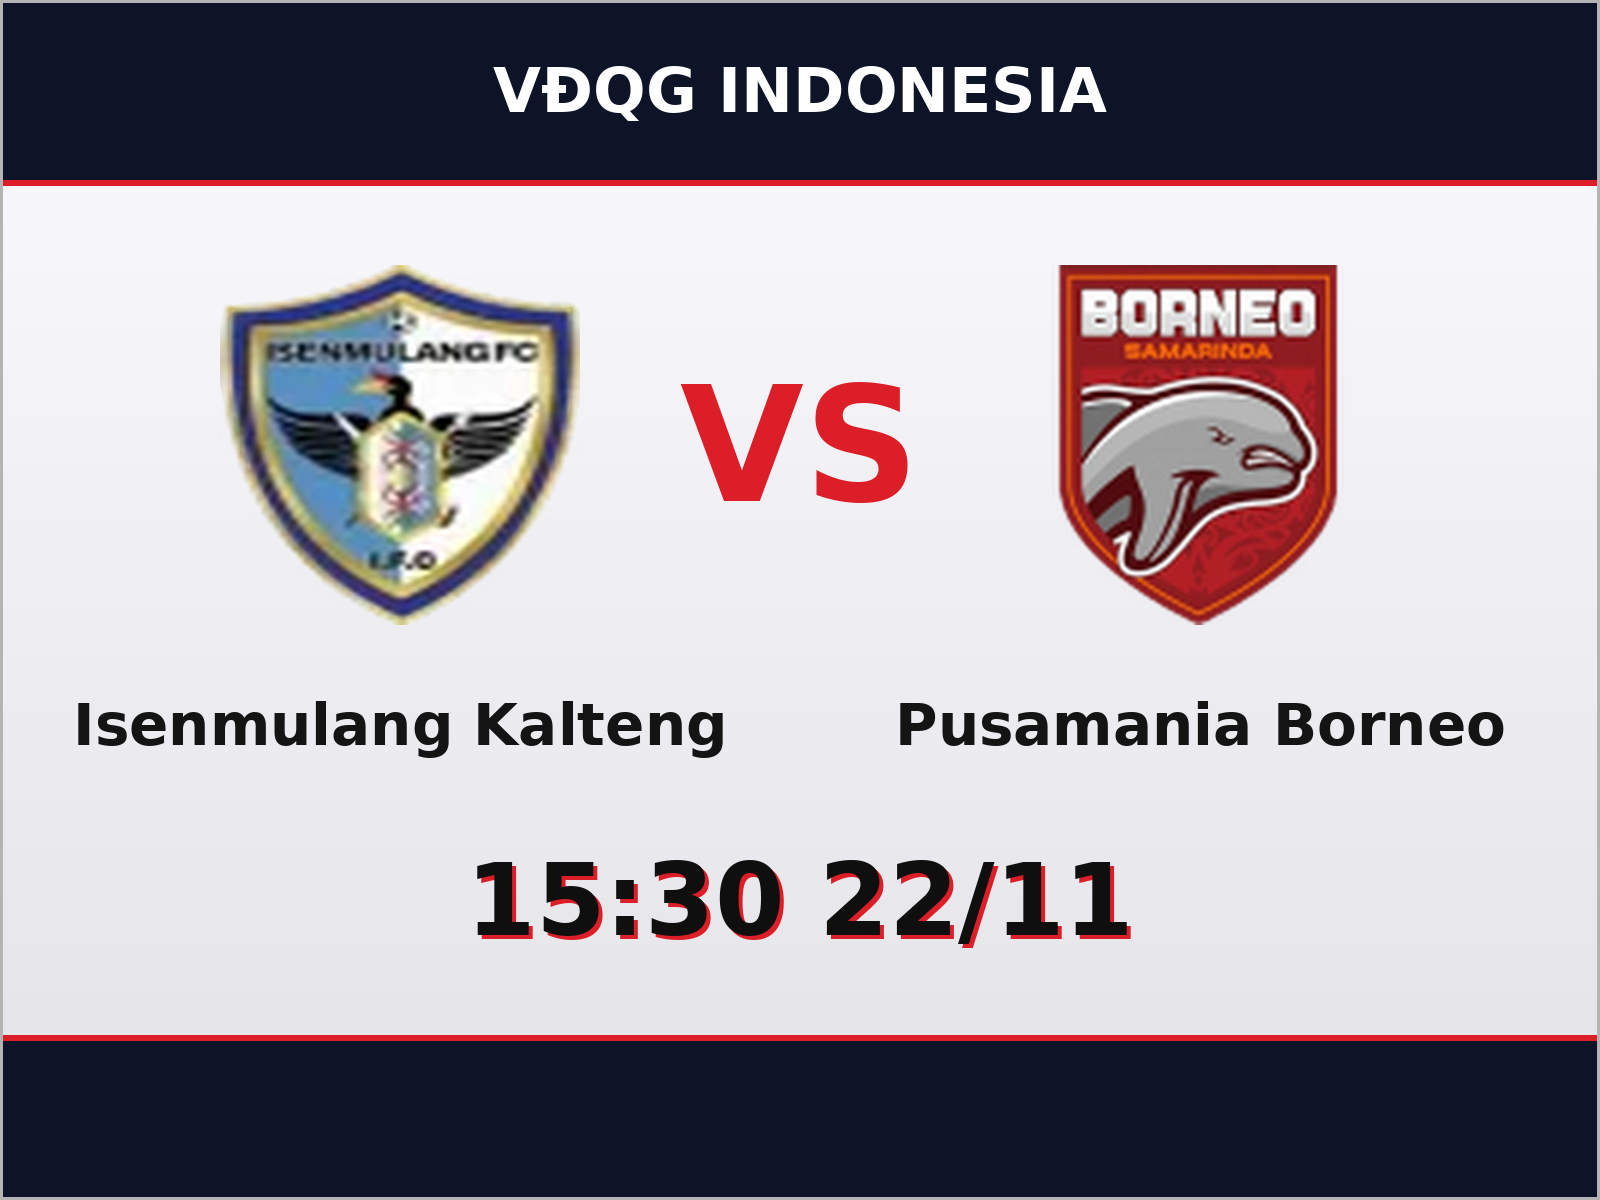 VĐQG INDONESIA
ISENMULANG FC
I.F.O
BORNEO
SAMARINDA
VS
Isenmulang Kalteng
Pusamania Borneo
15:30 22/11